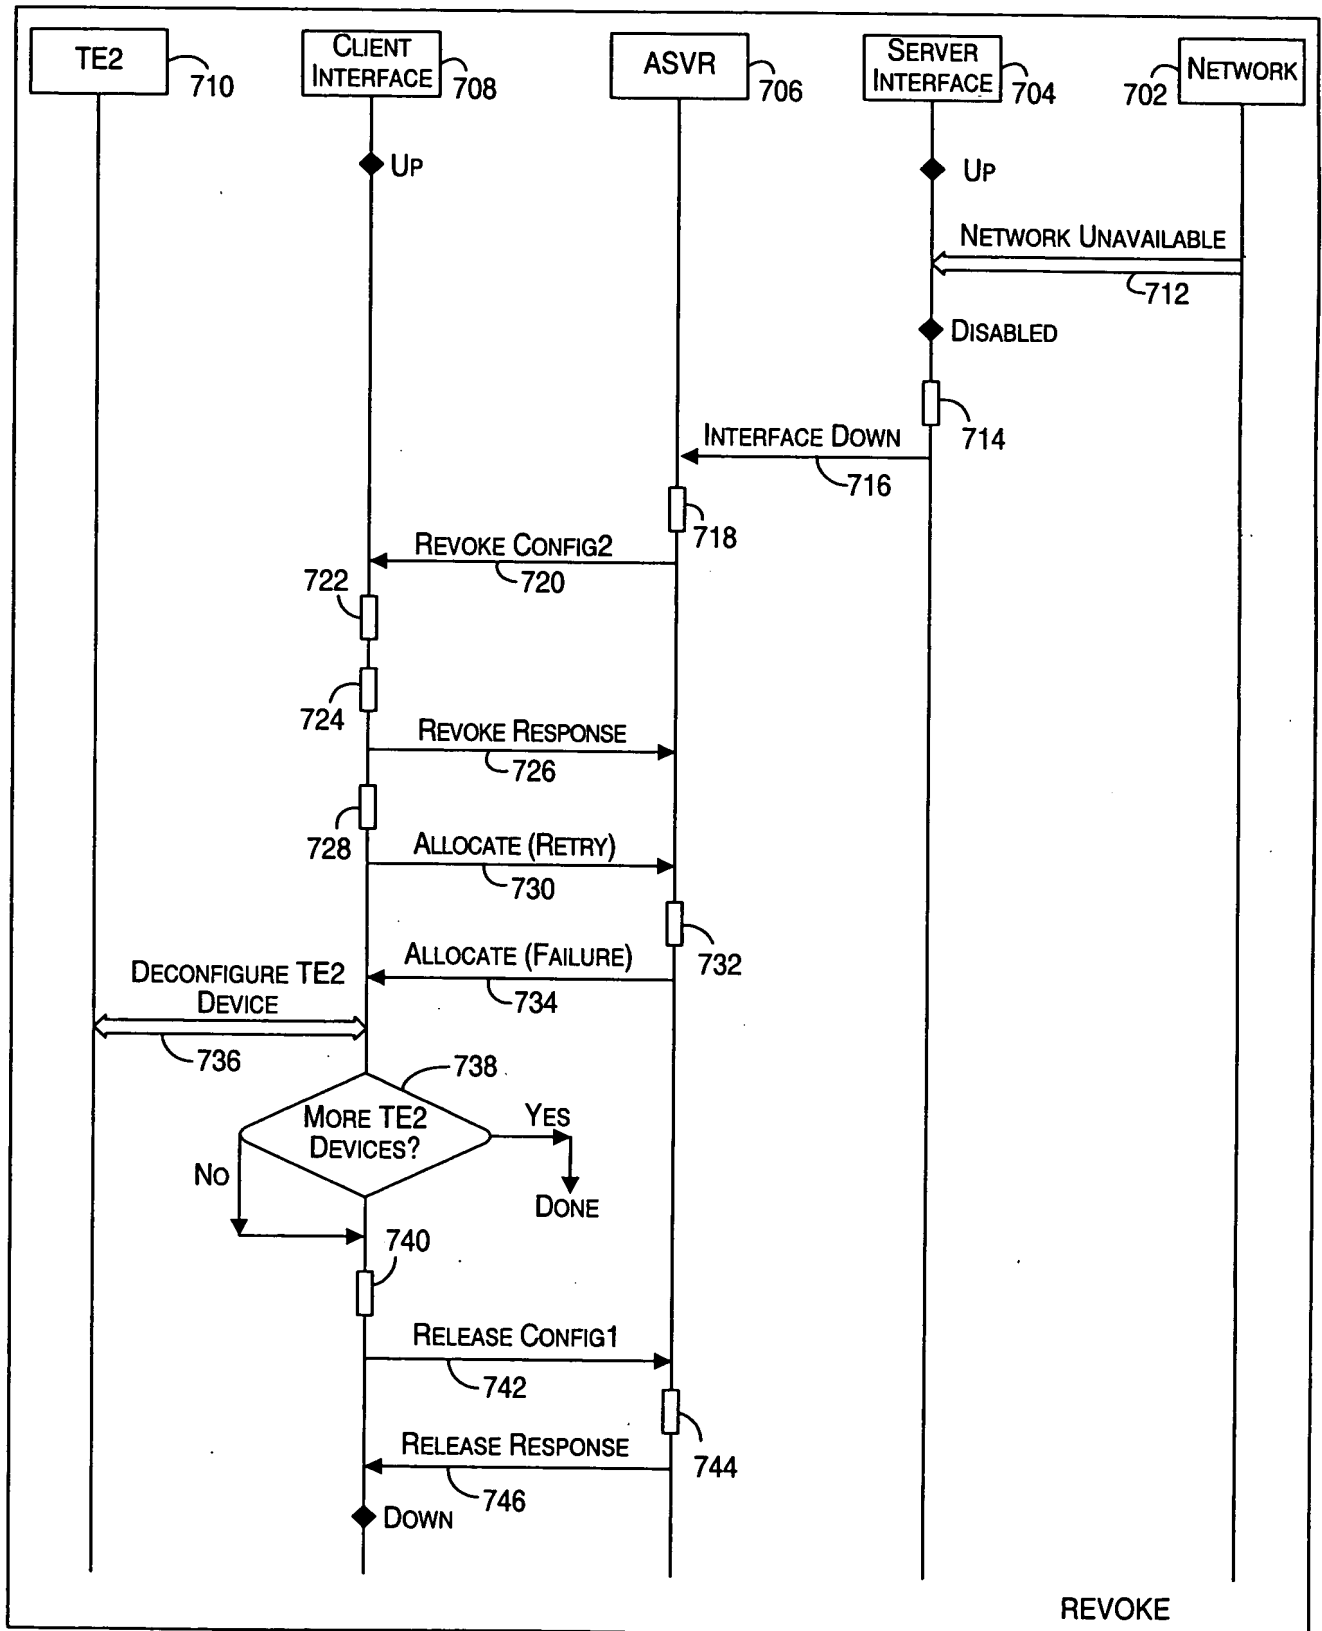 TE2
710
CLIENT
INTERFACE
708
ASVR
706
SERVER
INTERFACE
704
702
NETWORK
UP
UP
NETWORK UNAVAILABLE
712
DISABLED
714
INTERFACE DOWN
716
718
REVOKE CONFIG2
720
722
724
REVOKE RESPONSE
726
728
ALLOCATE (RETRY)
730
732
ALLOCATE (FAILURE)
734
DECONFIGURE TE2
DEVICE
736
738
MORE TE2
DEVICES?
YES
NO
DONE
740
RELEASE CONFIG1
742
744
RELEASE RESPONSE
746
DOWN
REVOKE